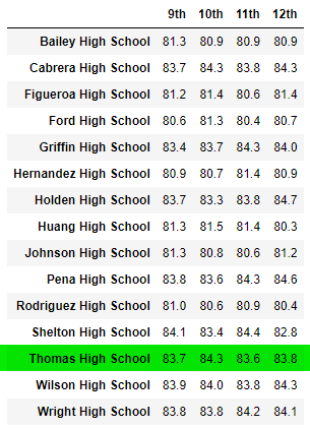 9th 10th 11th 12th
Bailey High School 81.3 80.9 80.9 80.9
Cabrera High School 83.7 84.3 83.8 84.3
Figueroa High School 81.2 81.4 80.6 81.4
Ford High School 80.6 81.3 80.4 80.7
Griffin High School 83.4 83.7 84.3 84.0
Hernandez High School 80.9 80.7 81.4 80.9
Holden High School 83.7 83.3 83.8 84.7
Huang High School 81.3 81.5 81.4 80.3
Johnson High School 81.3 80.8 80.6 81.2
Pena High School 83.8 83.6 84.3 84.6
Rodriguez High School 81.0 80.6 80.9 80.4
Shelton High School 84.1 83.4 84.4 82.8
Thomas High School 83.7 84.3 83.6 83.8
Wilson High School 83.9 84.0 83.8 84.3
Wright High School 83.8 83.8 84.2 84.1